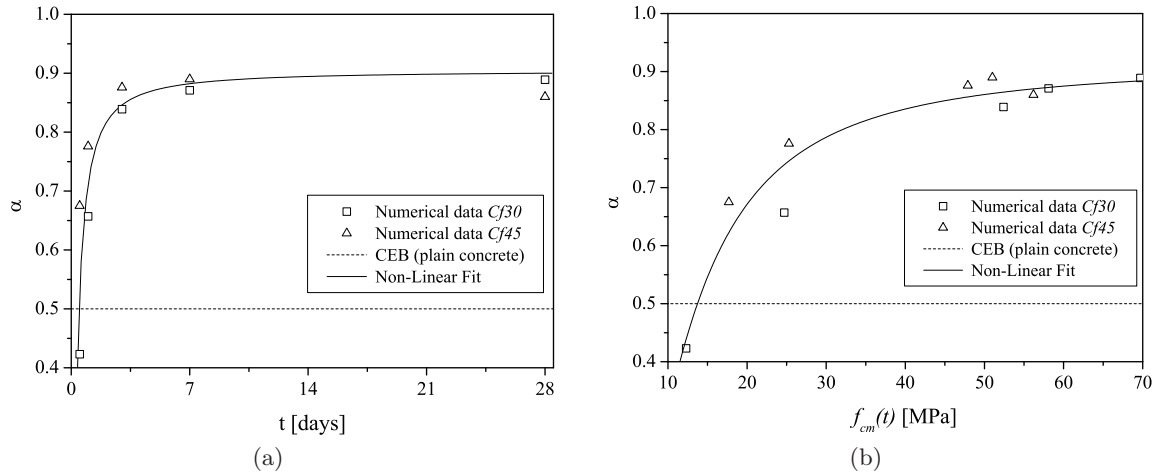 1.0
0.9
0.8
0.7
0.6
0.5
0.4
α
0 7 14 21 28
t [days]
Numerical data Cf30
Numerical data Cf45
CEB (plain concrete)
Non-Linear Fit
(a)
1.0
0.9
0.8
0.7
0.6
0.5
0.4
α
10 20 30 40 50 60 70
f_cm(t) [MPa]
Numerical data Cf30
Numerical data Cf45
CEB (plain concrete)
Non-Linear Fit
(b)